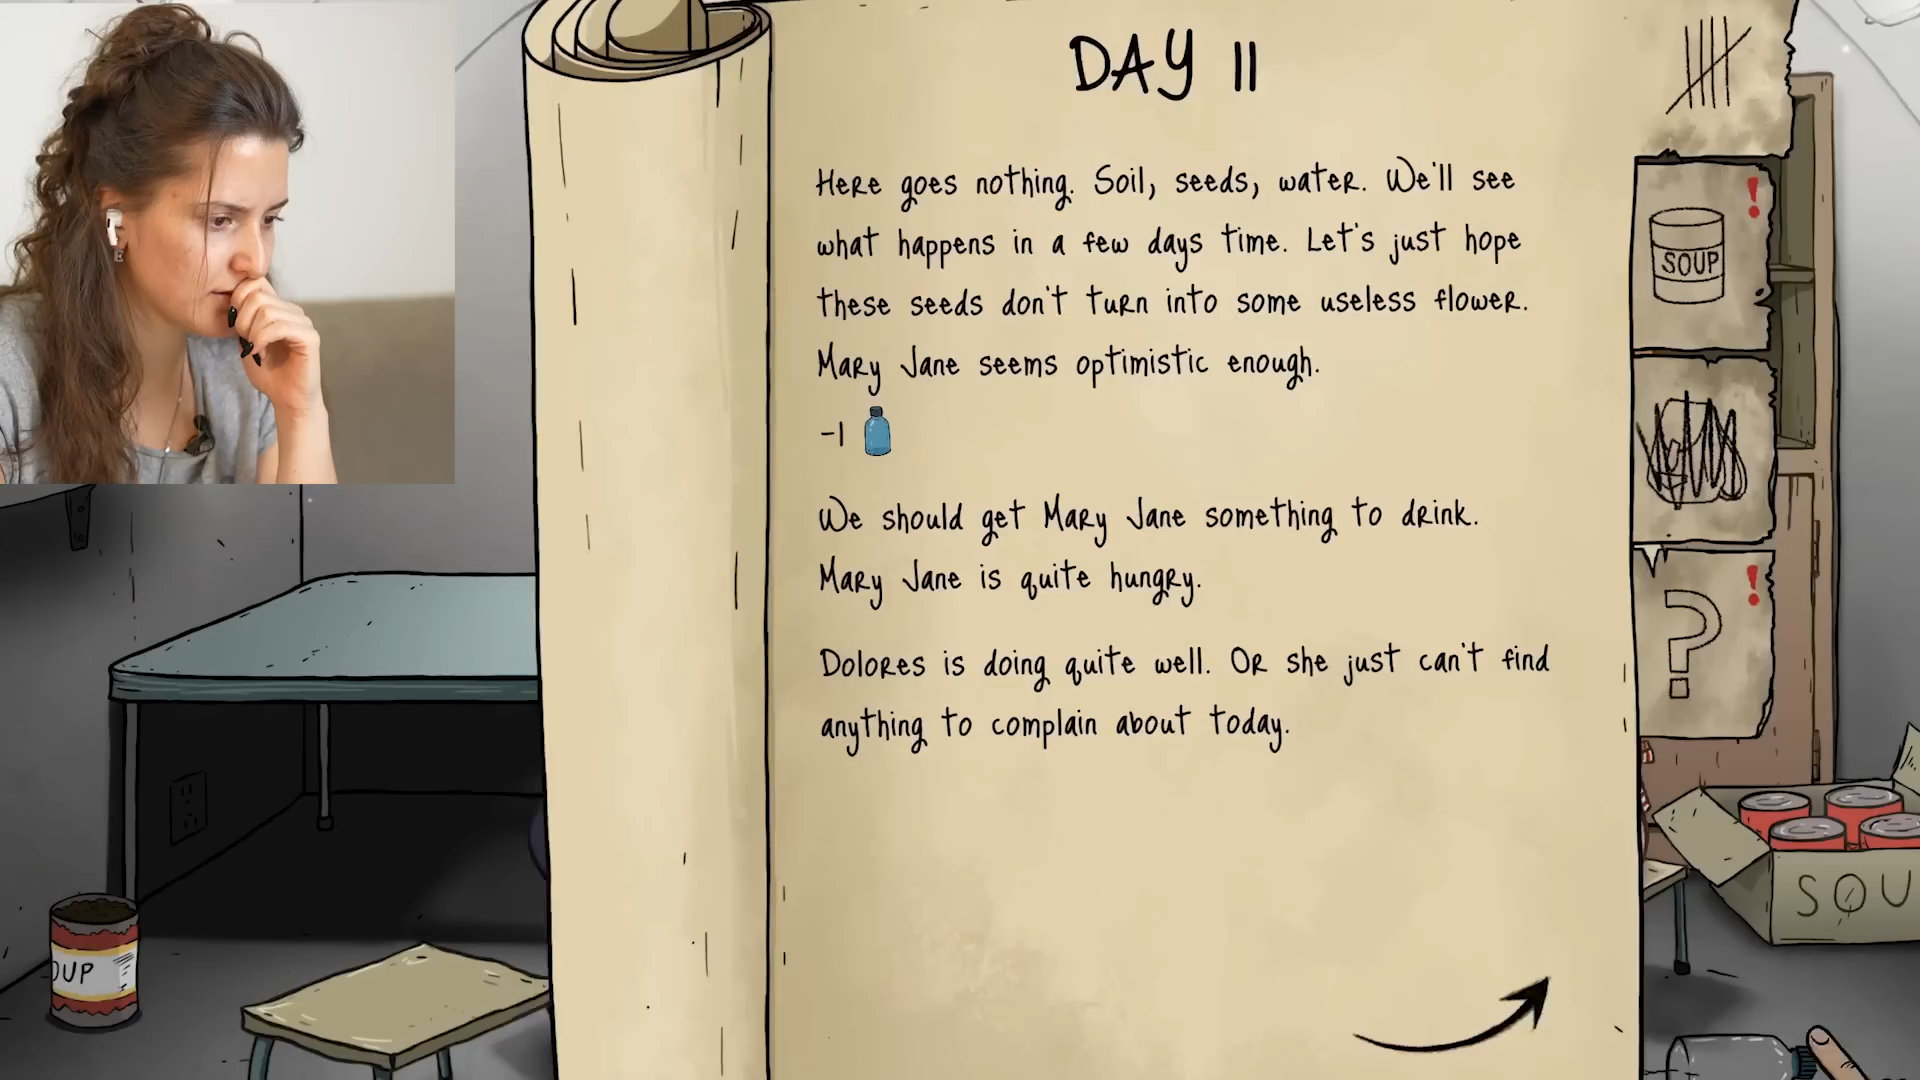 DAY 11
Here goes nothing. Soil, seeds, water. We'll see
what happens in a few days time. Let's just hope
these seeds don't turn into some useless flower.
Mary Jane seems optimistic enough.
-1
We should get Mary Jane something to drink.
Mary Jane is quite hungry.
Dolores is doing quite well. Or she just can't find
anything to complain about today.
!
SOUP
!
?
OUP
SOU